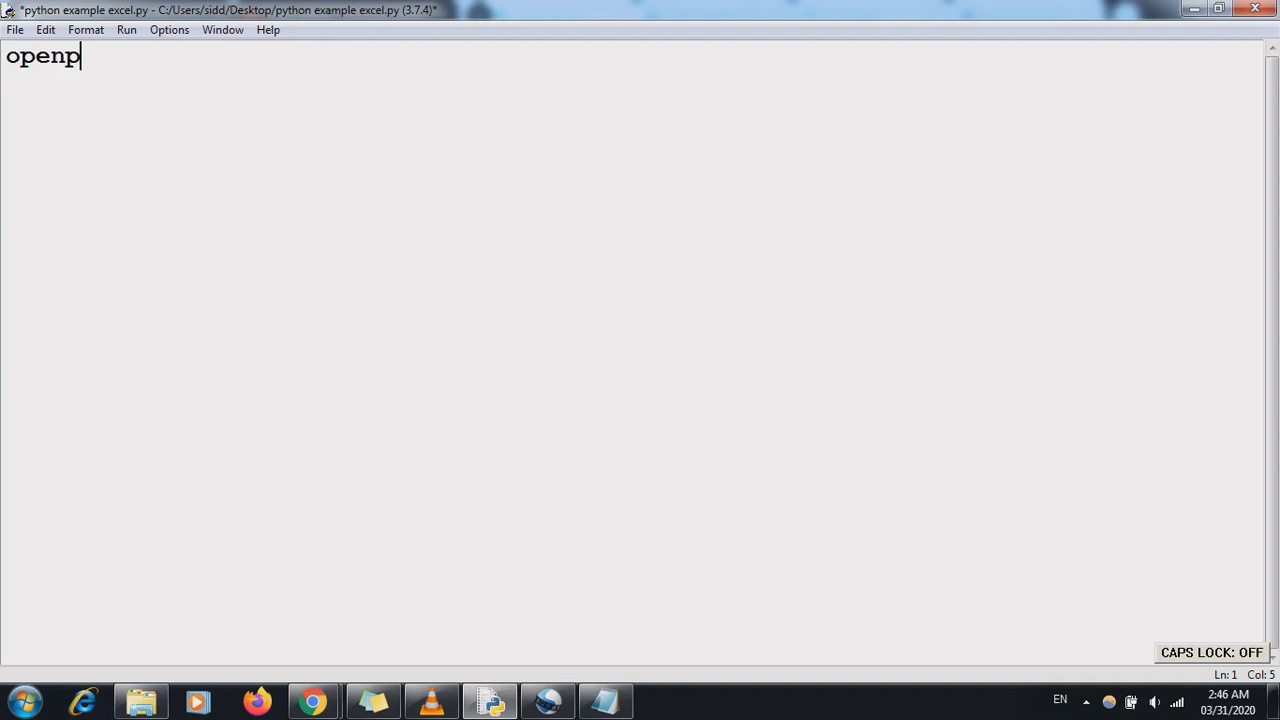 *python example excel.py - C:/Users/sidd/Desktop/python example excel.py (3.7.4)*
File Edit Format Run Options Window Help
openp
CAPS LOCK: OFF
Ln: 1 Col: 5
EN
2:46 AM
03/31/2020